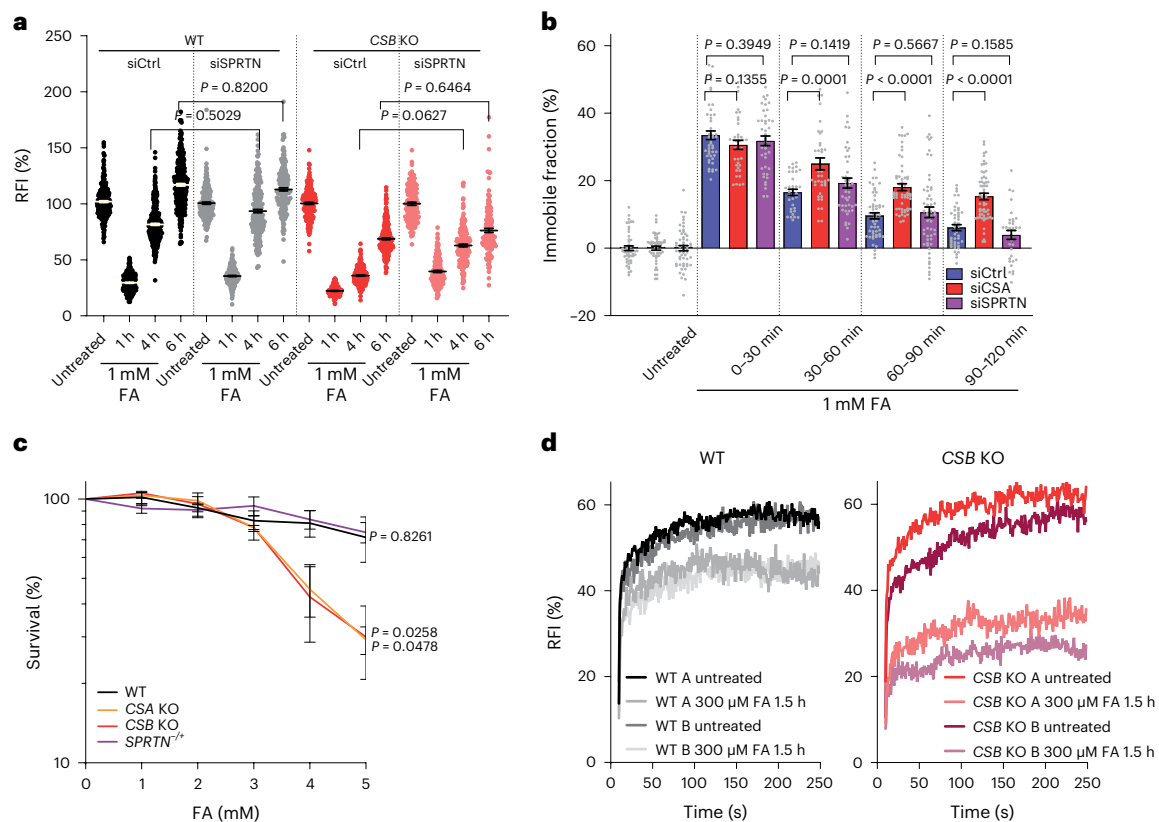 a
250
200
150
100
50
0
RFI (%)
WT
CSB KO
siCtrl
siSPRTN
siCtrl
siSPRTN
P = 0.8200
P = 0.5029
P = 0.6464
P = 0.0627
Untreated
1 h
4 h
6 h
Untreated
1 h
4 h
6 h
Untreated
1 h
4 h
6 h
Untreated
1 h
4 h
6 h
1 mM
FA
1 mM
FA
1 mM
FA
1 mM
FA
b
60
40
20
0
–20
Immobile fraction (%)
P = 0.3949
P = 0.1419
P = 0.5667
P = 0.1585
P = 0.1355
P = 0.0001
P < 0.0001
P < 0.0001
siCtrl
siCSA
siSPRTN
Untreated
0–30 min
30–60 min
60–90 min
90–120 min
1 mM FA
c
100
10
Survival (%)
P = 0.8261
P = 0.0258
P = 0.0478
WT
CSA KO
CSB KO
SPRTN–/+
0
1
2
3
4
5
FA (mM)
d
WT
CSB KO
60
40
20
0
RFI (%)
WT A untreated
WT A 300 µM FA 1.5 h
WT B untreated
WT B 300 µM FA 1.5 h
0
50
100
150
200
250
Time (s)
60
40
20
0
CSB KO A untreated
CSB KO A 300 µM FA 1.5 h
CSB KO B untreated
CSB KO B 300 µM FA 1.5 h
0
50
100
150
200
250
Time (s)